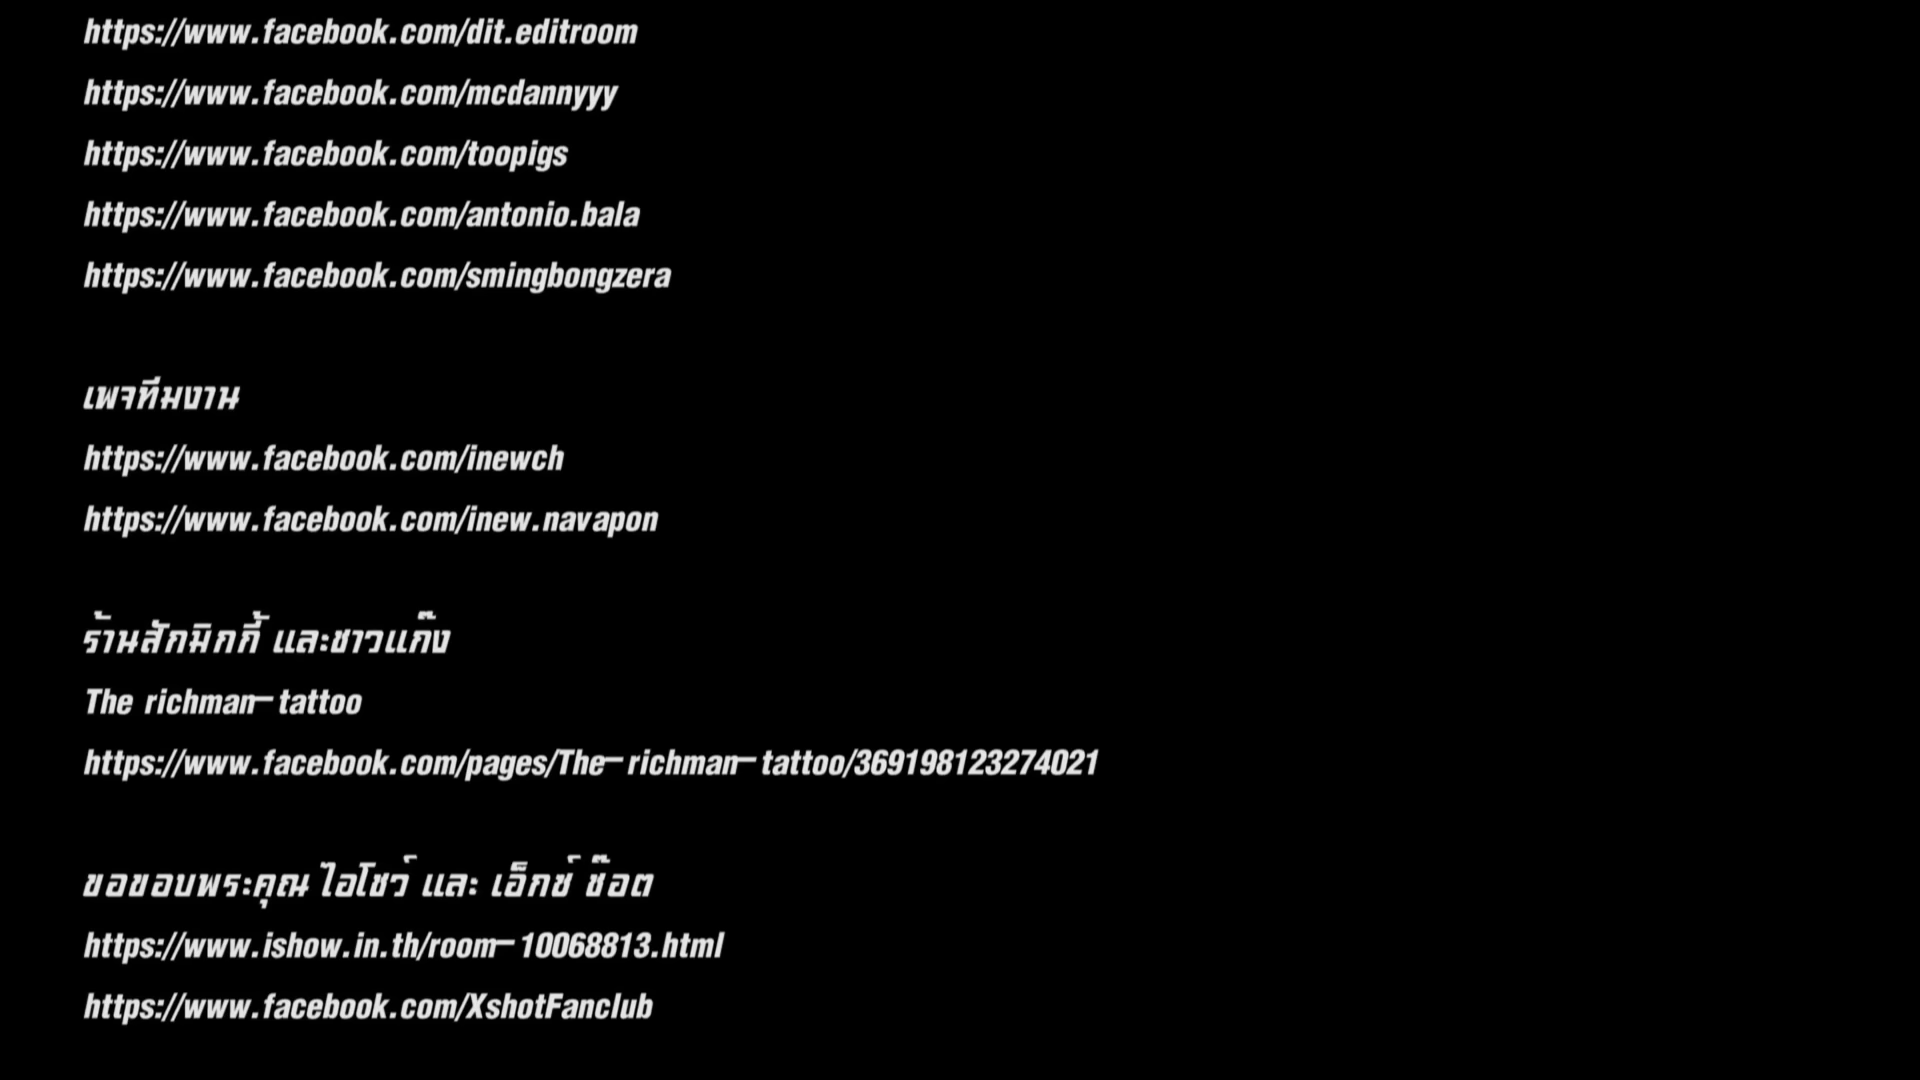 https://www.facebook.com/dit.editroom
https://www.facebook.com/mcdannyyy
https://www.facebook.com/toopigs
https://www.facebook.com/antonio.bala
https://www.facebook.com/smingbongzera
เพจทีมงาน
https://www.facebook.com/inewch
https://www.facebook.com/inew.navapon
ร้านสักมิกกี้ และชาวแก๊ง
The richman-tattoo
https://www.facebook.com/pages/The-richman-tattoo/369198123274021
ขอขอบพระคุณ ไอโชว์ และ เอ็กซ์ ช๊อต
https://www.ishow.in.th/room-10068813.html
https://www.facebook.com/XshotFanclub